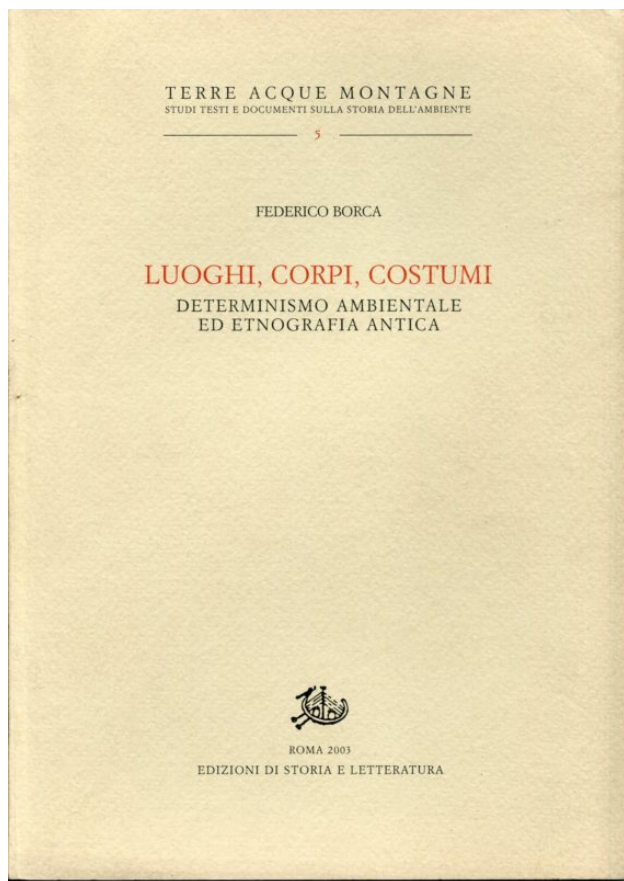 TERRE ACQUE MONTAGNE
STUDI TESTI E DOCUMENTI SULLA STORIA DELL'AMBIENTE
5
FEDERICO BORCA
LUOGHI, CORPI, COSTUMI
DETERMINISMO AMBIENTALE
ED ETNOGRAFIA ANTICA
ROMA 2003
EDIZIONI DI STORIA E LETTERATURA